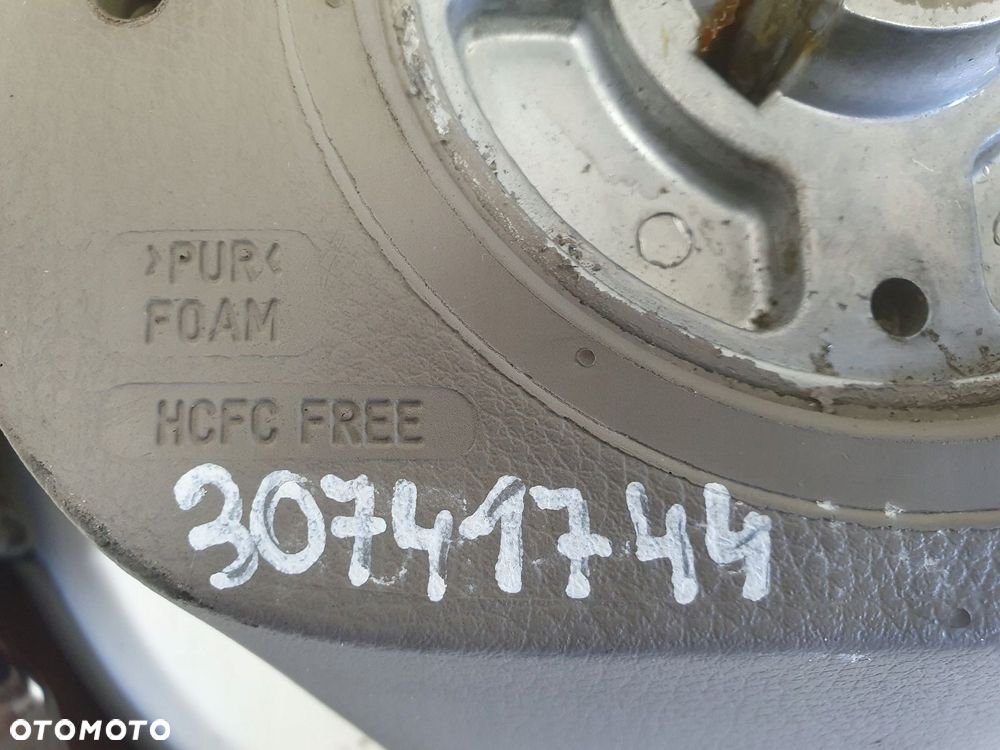 >PUR<
FOAM
HCFC FREE
30741744
OTOMOTO